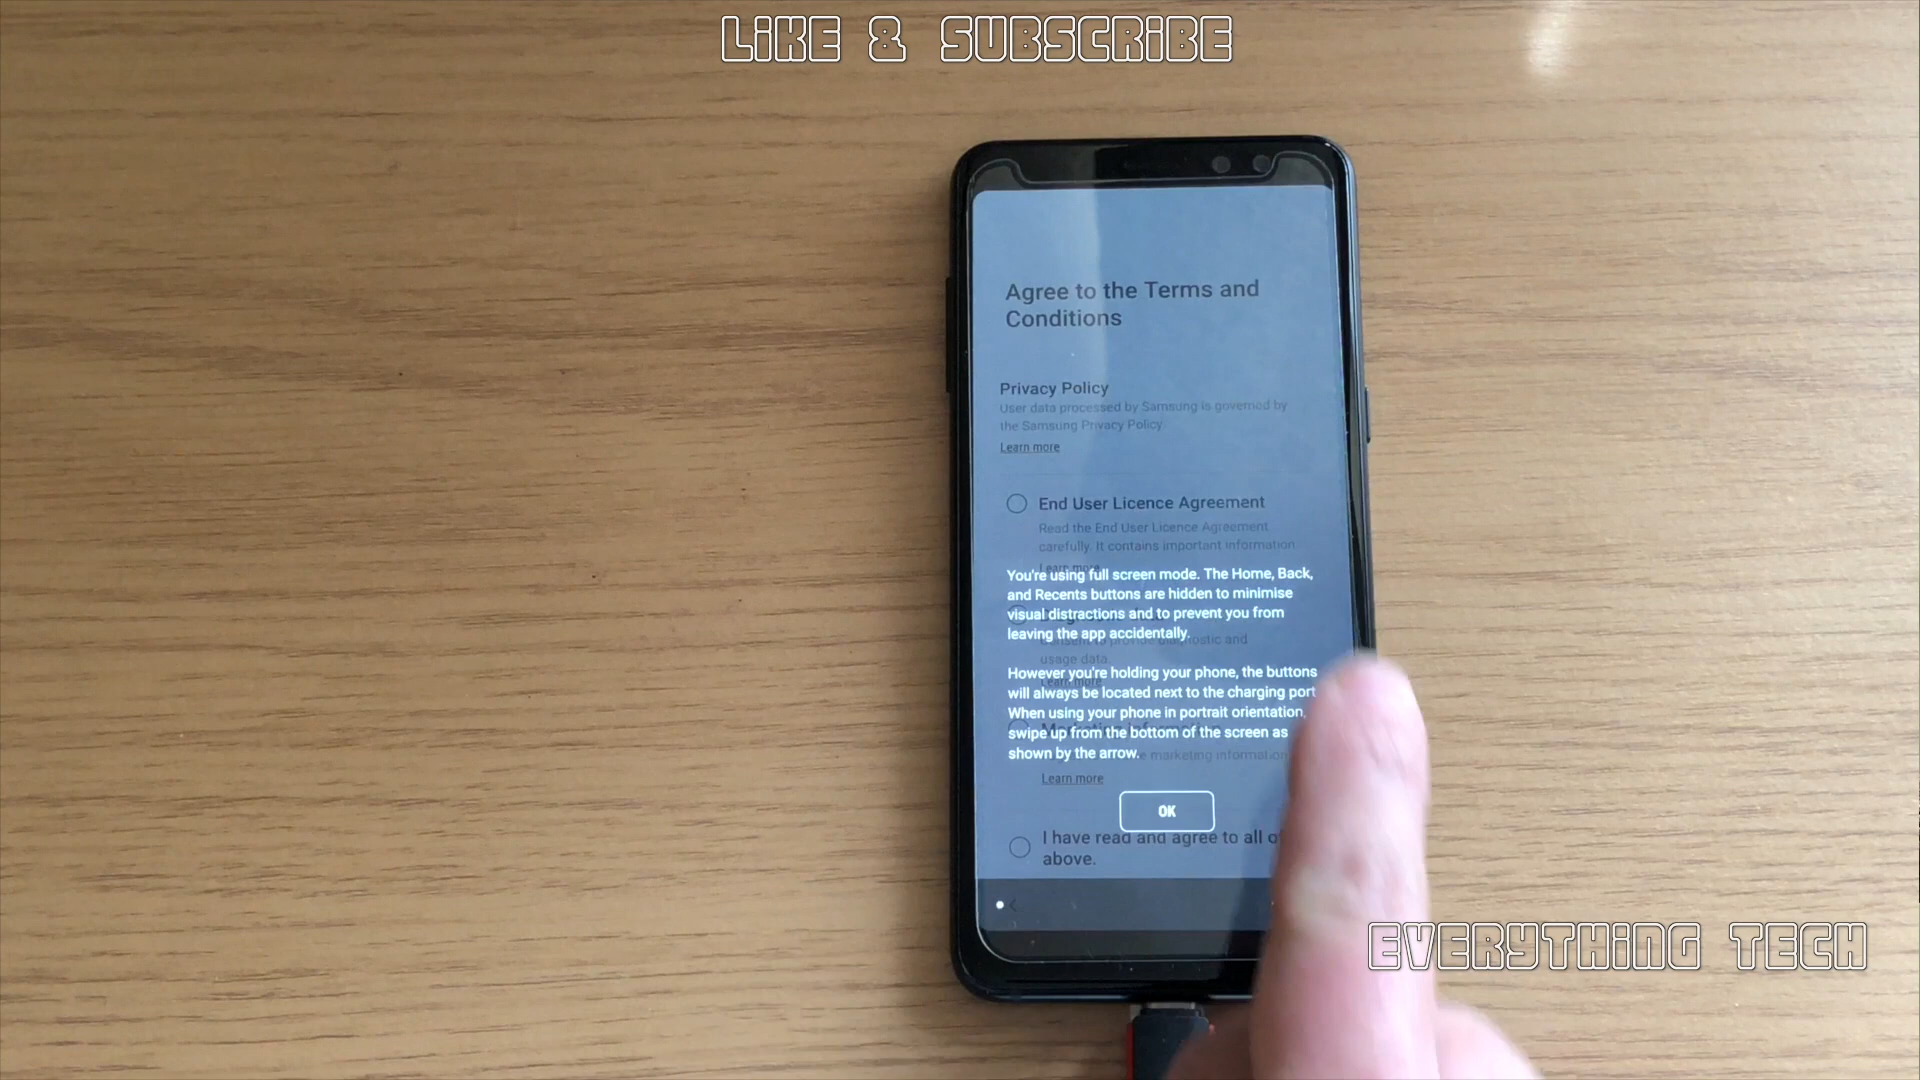 LIKE & SUBSCRIBE
Agree to the Terms and
Conditions
Privacy Policy
User data processed by Samsung is governed by
the Samsung Privacy Policy.
Learn more
End User Licence Agreement
Read the End User Licence Agreement
carefully. It contains important information.
Learn more
You're using full screen mode. The Home, Back,
and Recents buttons are hidden to minimise
visual distractions and to prevent you from
leaving the app accidentally.
usage data.
However you're holding your phone, the buttons
will always be located next to the charging port
When using your phone in portrait orientation,
swipe up from the bottom of the screen as
shown by the arrow.
marketing information
Learn more
OK
I have read and agree to all of
above.
EVERYTHING TECH